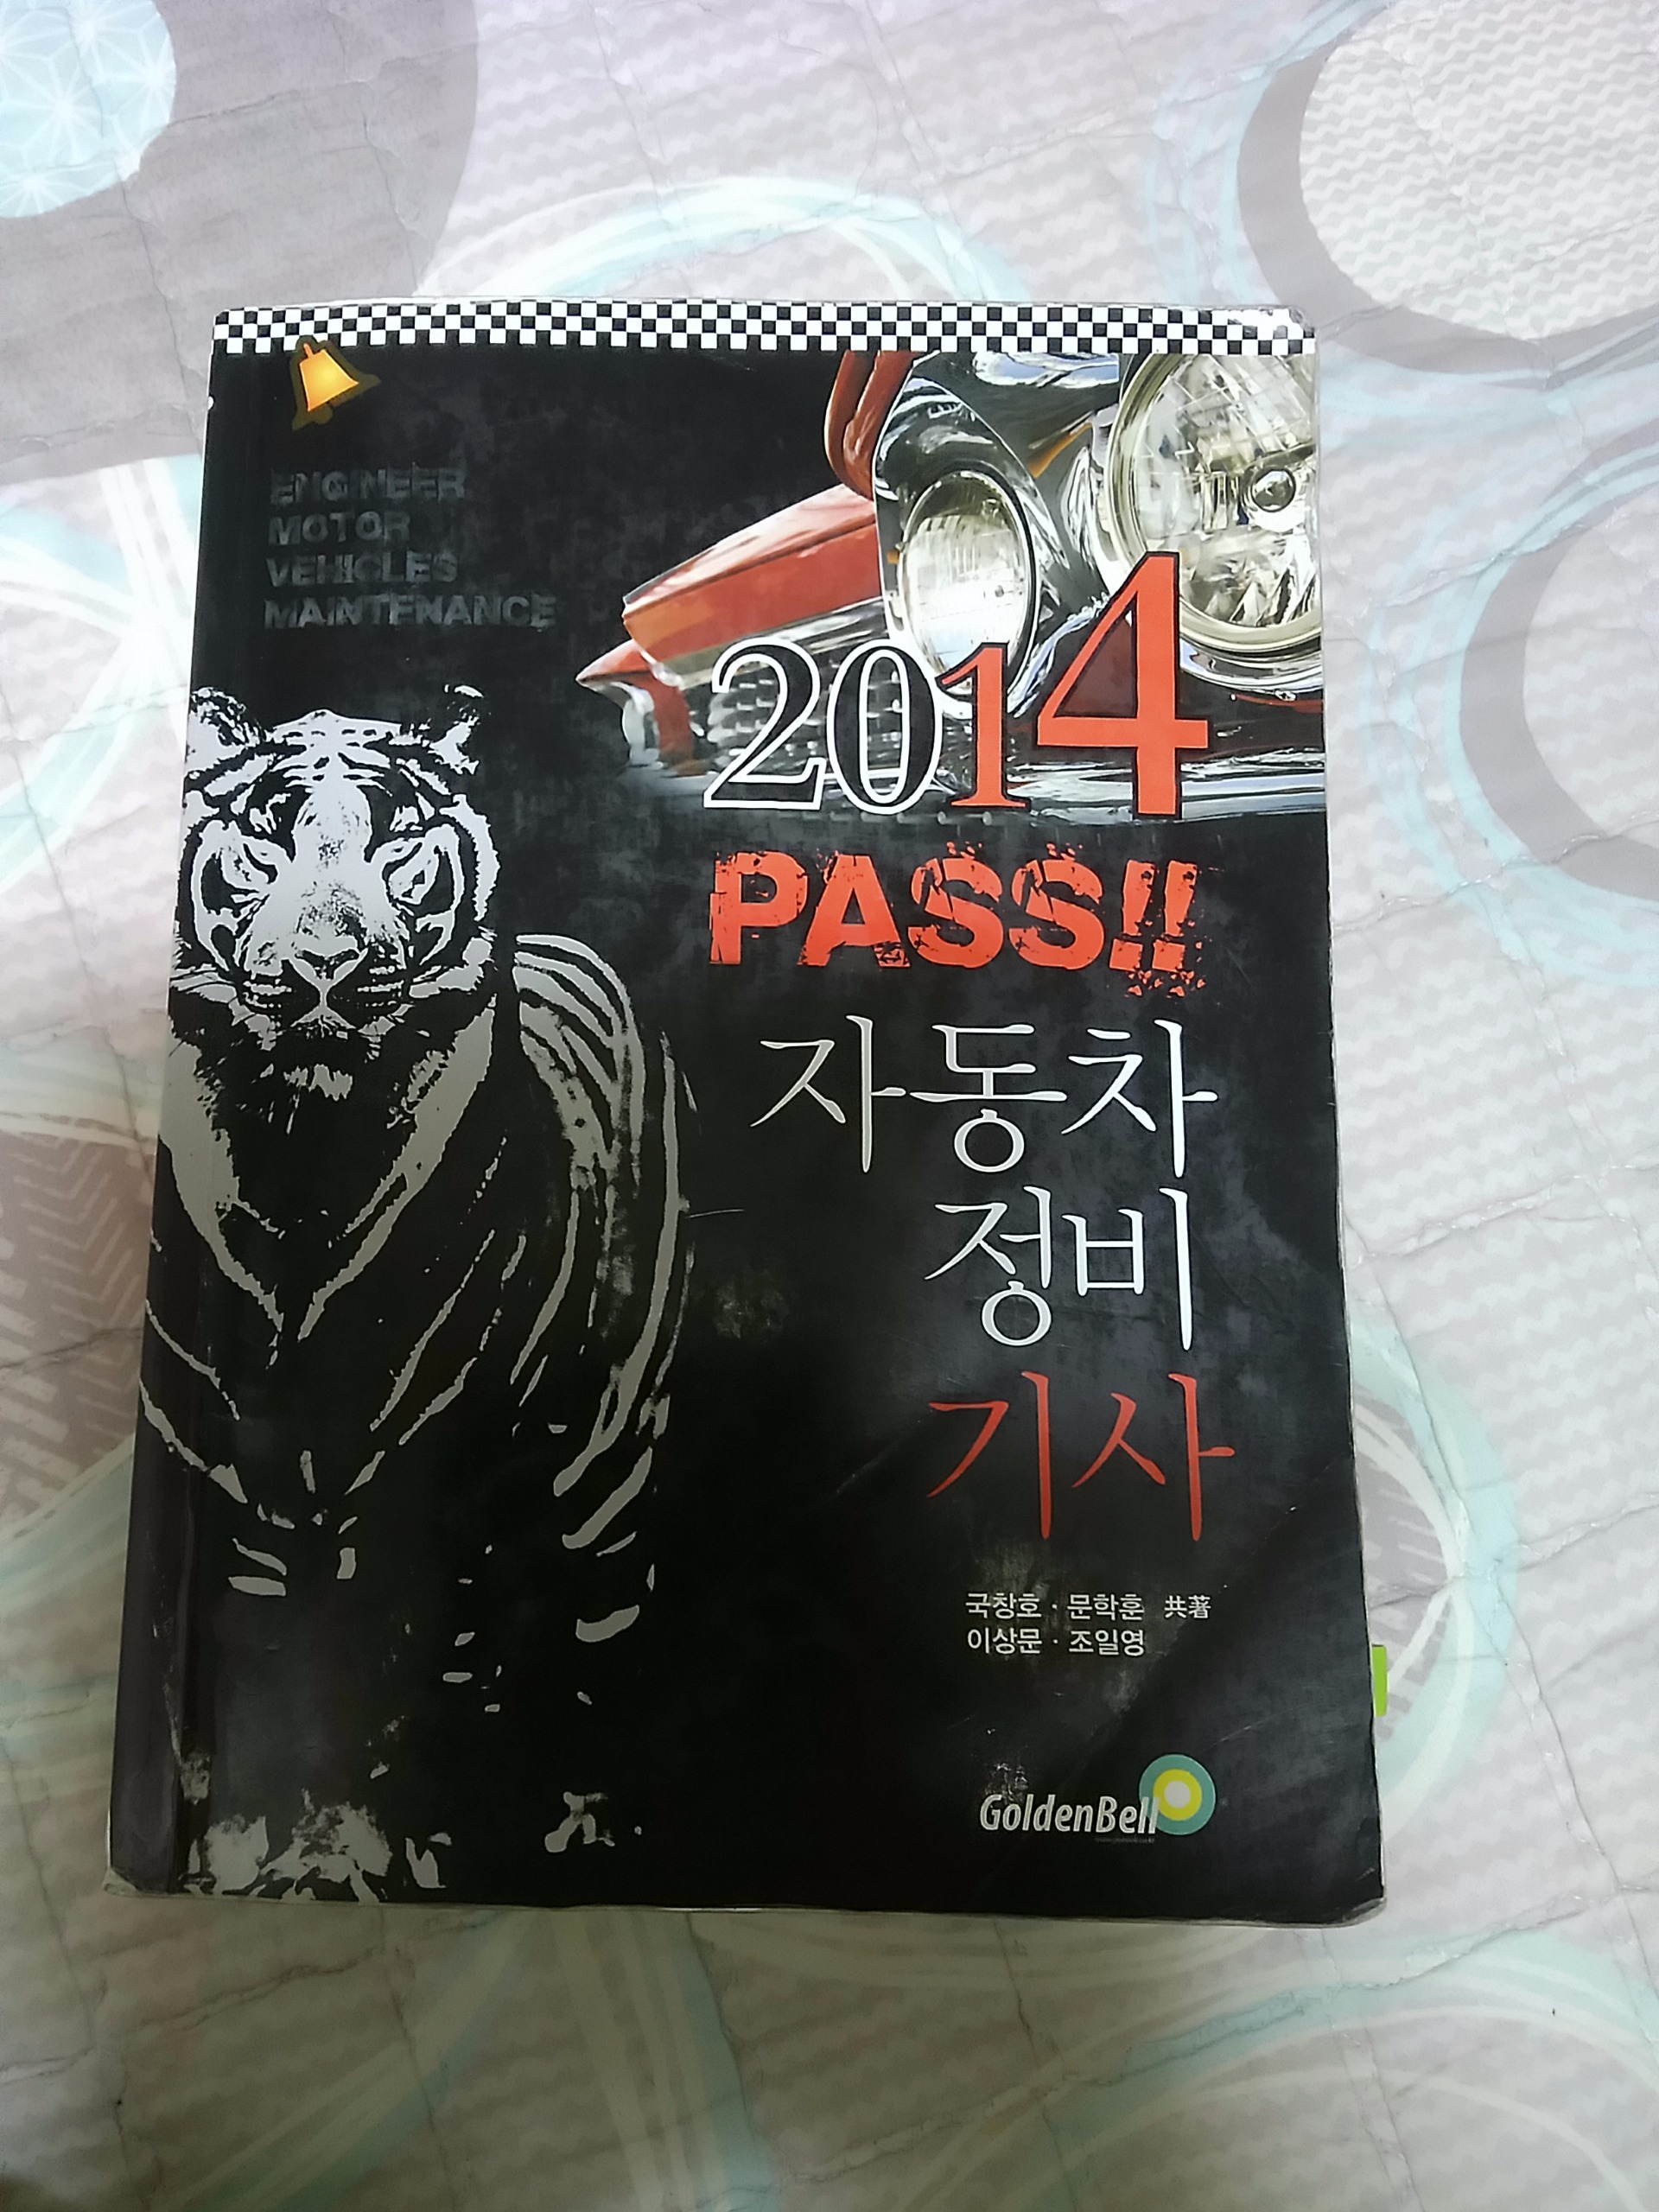 ENGINEER
MOTOR
VEHICLES
MAINTENANCE
2014
PASS!!
자동차
정비
기사
국창호 · 문학훈 共著
이상문 · 조일영
GoldenBell